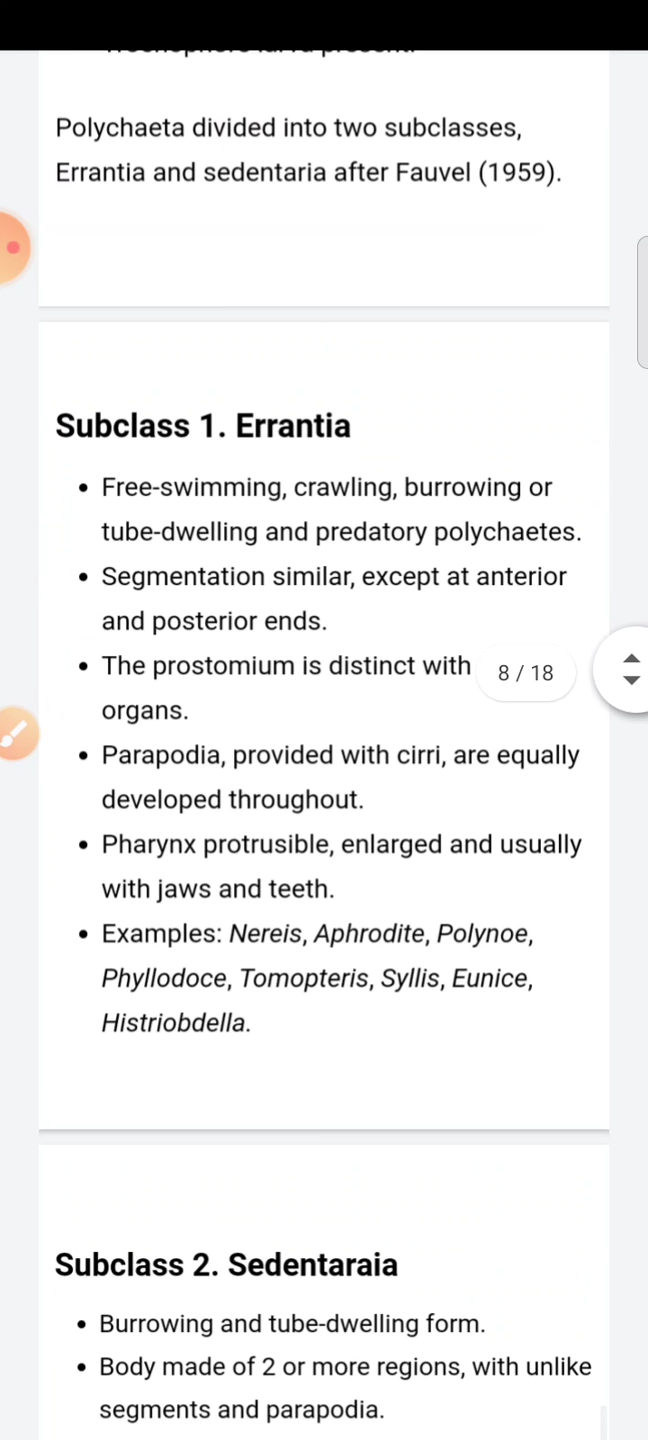 Trochophore larva present.
Polychaeta divided into two subclasses,
Errantia and sedentaria after Fauvel (1959).
Subclass 1. Errantia
• Free-swimming, crawling, burrowing or
tube-dwelling and predatory polychaetes.
• Segmentation similar, except at anterior
and posterior ends.
• The prostomium is distinct with
8 / 18
organs.
• Parapodia, provided with cirri, are equally
developed throughout.
• Pharynx protrusible, enlarged and usually
with jaws and teeth.
• Examples: Nereis, Aphrodite, Polynoe,
Phyllodoce, Tomopteris, Syllis, Eunice,
Histriobdella.
Subclass 2. Sedentaraia
• Burrowing and tube-dwelling form.
• Body made of 2 or more regions, with unlike
segments and parapodia.